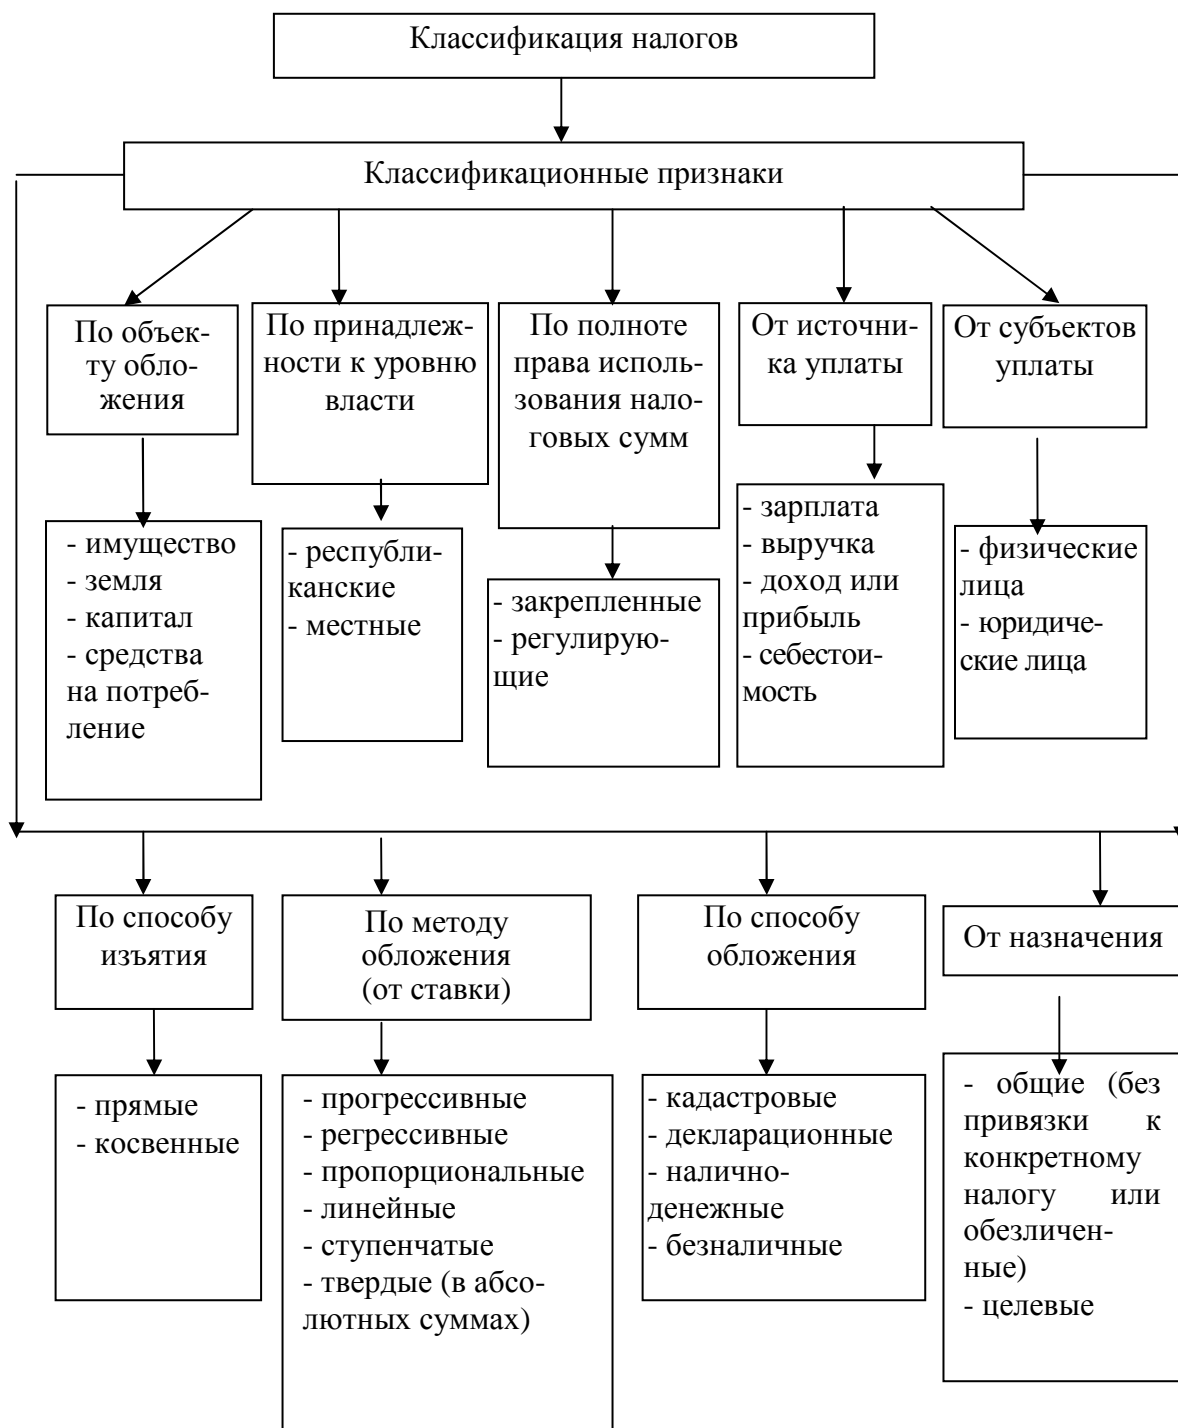 Классификация налогов
Классификационные признаки
По объек-
ту обло-
жения
По принадлеж-
ности к уровню
власти
По полноте
права исполь-
зования нало-
говых сумм
От источни-
ка уплаты
От субъектов
уплаты
- имущество
- земля
- капитал
- средства
на потреб-
ление
- республи-
канские
- местные
- закрепленные
- регулирую-
щие
- зарплата
- выручка
- доход или
прибыль
- себестои-
мость
- физические
лица
- юридиче-
ские лица
По способу
изъятия
По методу
обложения
(от ставки)
По способу
обложения
От назначения
- прямые
- косвенные
- прогрессивные
- регрессивные
- пропорциональные
- линейные
- ступенчатые
- твердые (в абсо-
лютных суммах)
- кадастровые
- декларационные
- налично-
денежные
- безналичные
- общие (без
привязки к
конкретному
налогу или
обезличен-
ные)
- целевые